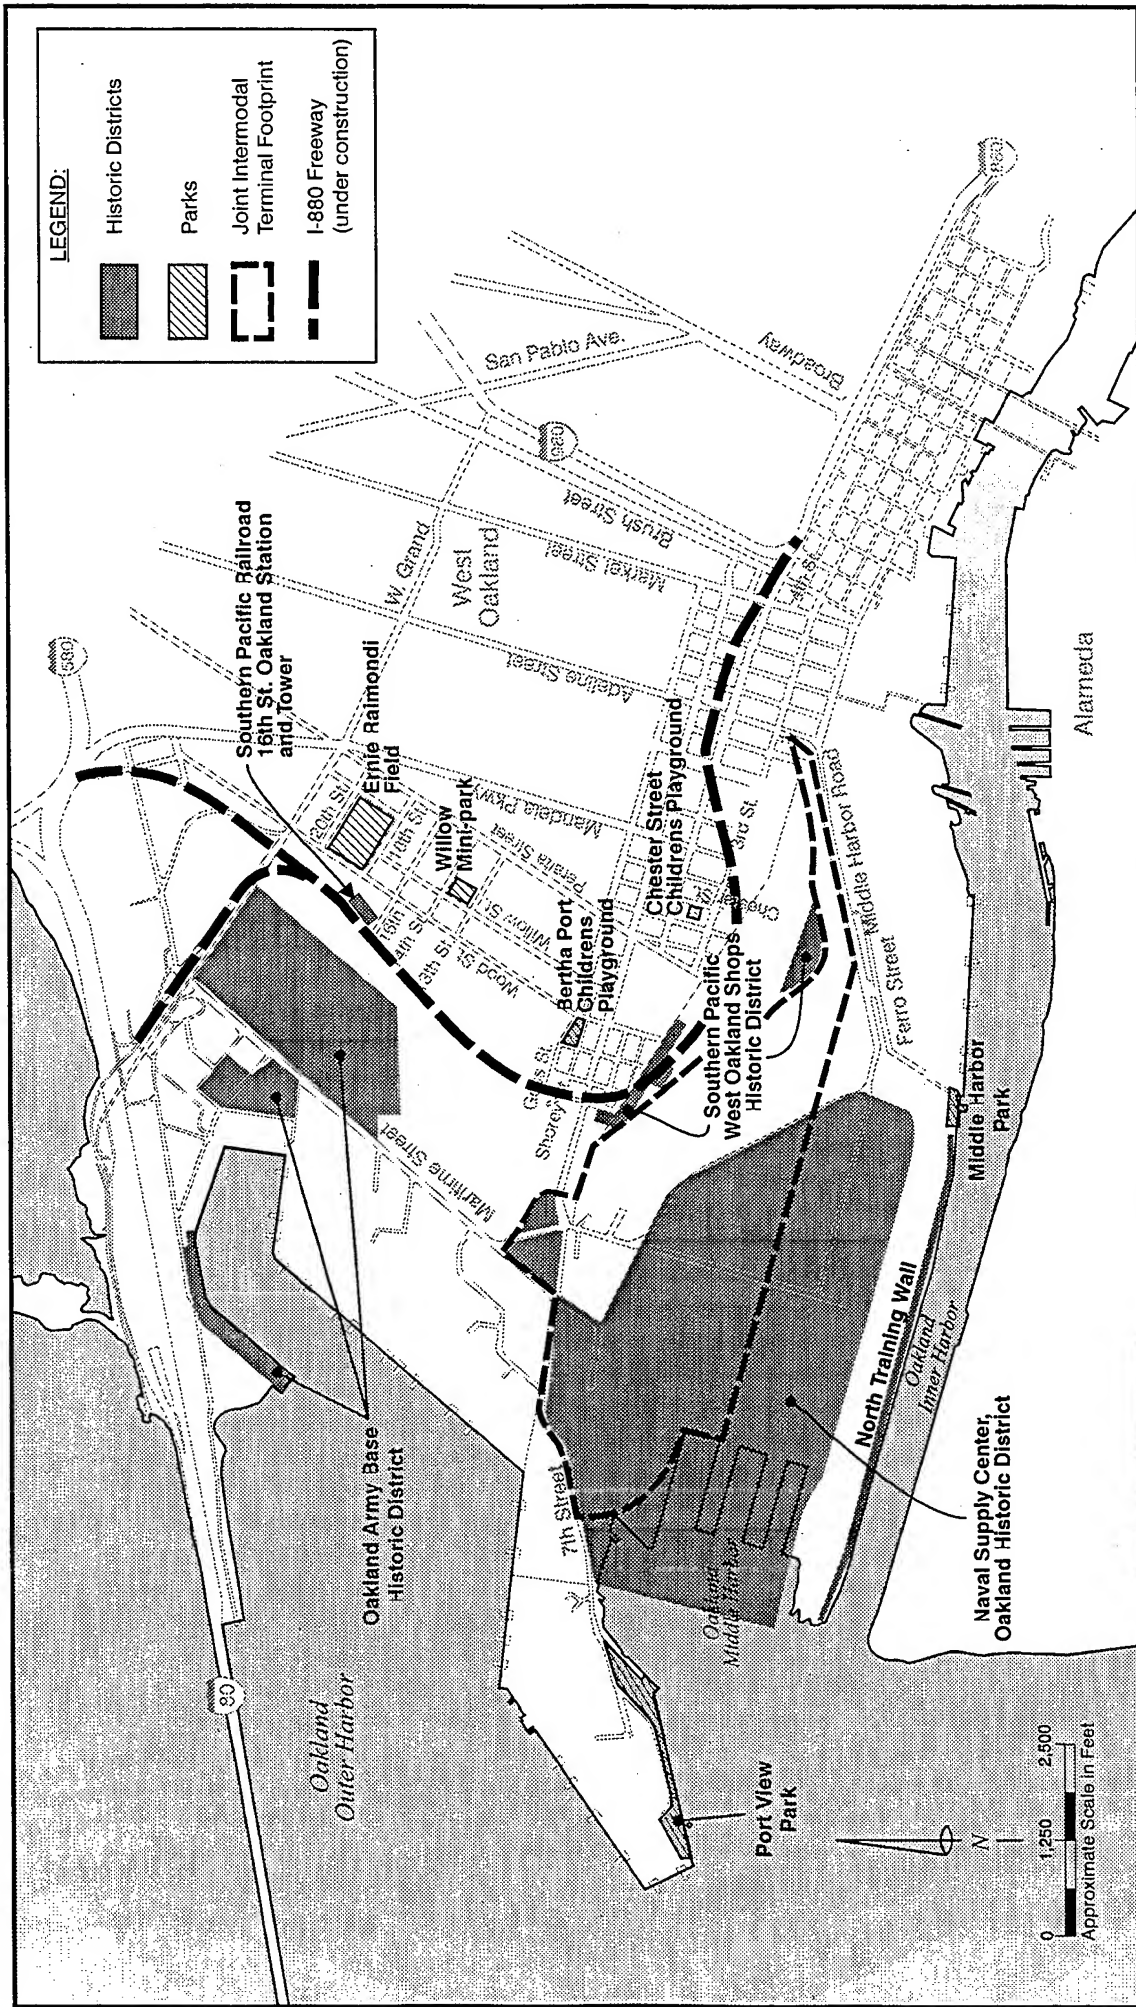 LEGEND:
Historic Districts
Parks
Joint Intermodal
Terminal Footprint
I-880 Freeway
(under construction)
580
880
980
80
San Pablo Ave.
Broadway
Southern Pacific Railroad
16th St. Oakland Station
and Tower
W. Grand
West
Oakland
Brush Street
Market Street
Adeline Street
4th St.
Ernie Raimondi
Field
20th St.
18th St.
16th
14th St.
13th St.
Willow
Mini-park
Mandela Pkwy
Peralta Street
Willow St.
Wood St.
Chester Street
Childrens Playground
3rd St.
Chester St.
Bertha Port
Childrens
Playground
Shorey
Southern Pacific
West Oakland Shops
Historic District
Middle Harbor Road
Ferro Street
Maritime Street
Alameda
Middle Harbor
Park
Oakland Army Base
Historic District
7th Street
North Training Wall
Oakland
Inner Harbor
Oakland
Middle Harbor
Naval Supply Center,
Oakland Historic District
Oakland
Outer Harbor
Port View
Park
N
0 1,250 2,500
Approximate Scale in Feet